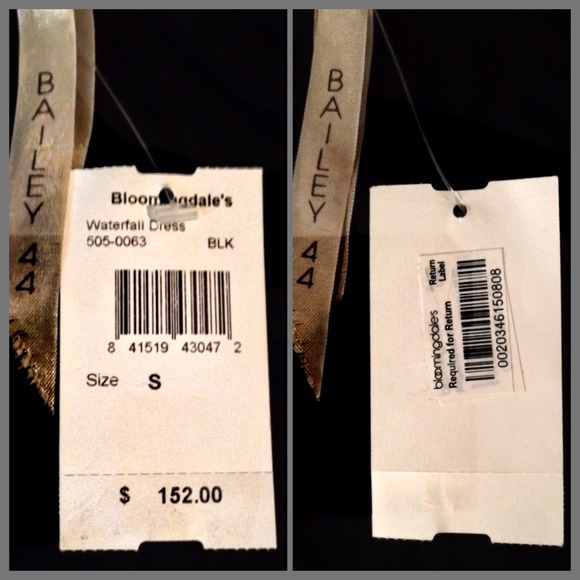 BAILEY 44
Bloomingdale's
Waterfall Dress
505-0063 BLK
8 41519 43047 2
Size S
$ 152.00
BAILEY 44
bloomingdale's
Required for Return
Return
Label
0020346150808